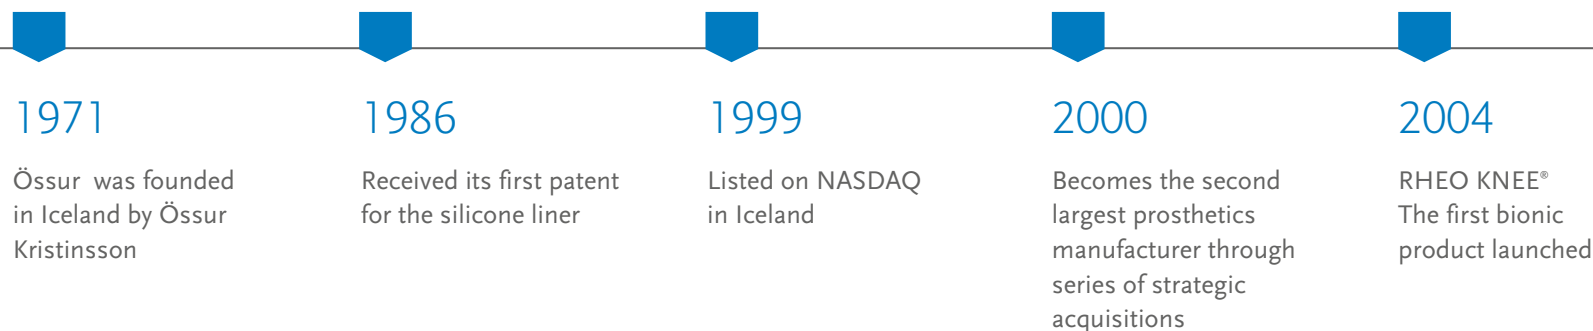 1971
Össur was founded
in Iceland by Össur
Kristinsson
1986
Received its first patent
for the silicone liner
1999
Listed on NASDAQ
in Iceland
2000
Becomes the second
largest prosthetics
manufacturer through
series of strategic
acquisitions
2004
RHEO KNEE®
The first bionic
product launched